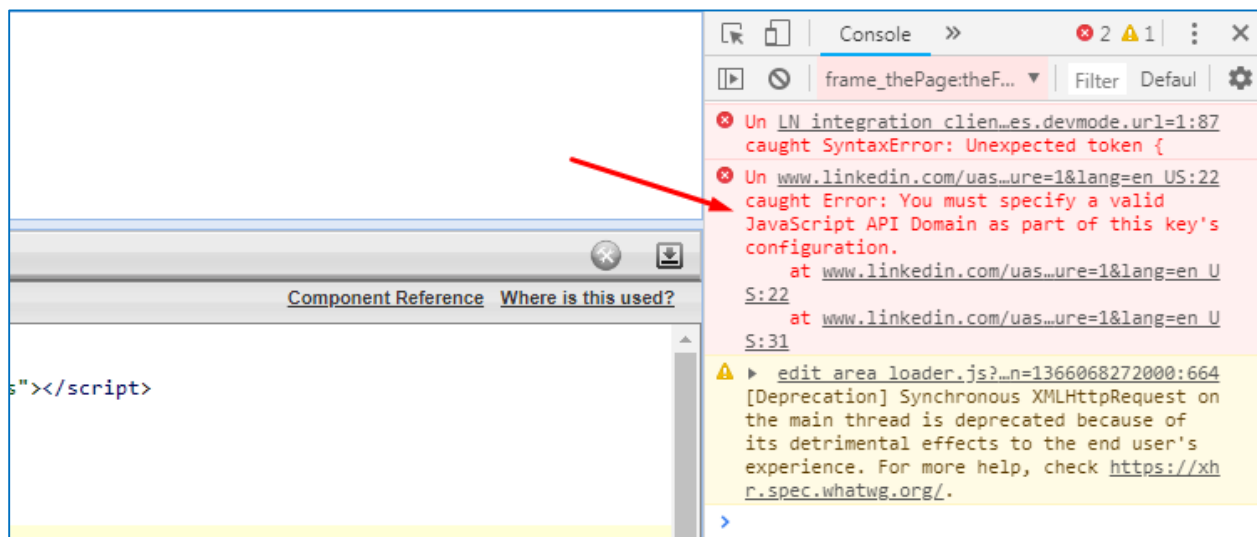 Console » 2 1
frame_thePage:theF... ▼ Filter Defaul
Un LN integration clien…es.devmode.url=1:87
caught SyntaxError: Unexpected token {
Un www.linkedin.com/uas…ure=1&lang=en US:22
caught Error: You must specify a valid
JavaScript API Domain as part of this key's
configuration.
at www.linkedin.com/uas…ure=1&lang=en U
S:22
at www.linkedin.com/uas…ure=1&lang=en U
S:31
edit area loader.js?…n=1366068272000:664
[Deprecation] Synchronous XMLHttpRequest on
the main thread is deprecated because of
its detrimental effects to the end user's
experience. For more help, check https://xh
r.spec.whatwg.org/.
Component Reference Where is this used?
s"></script>